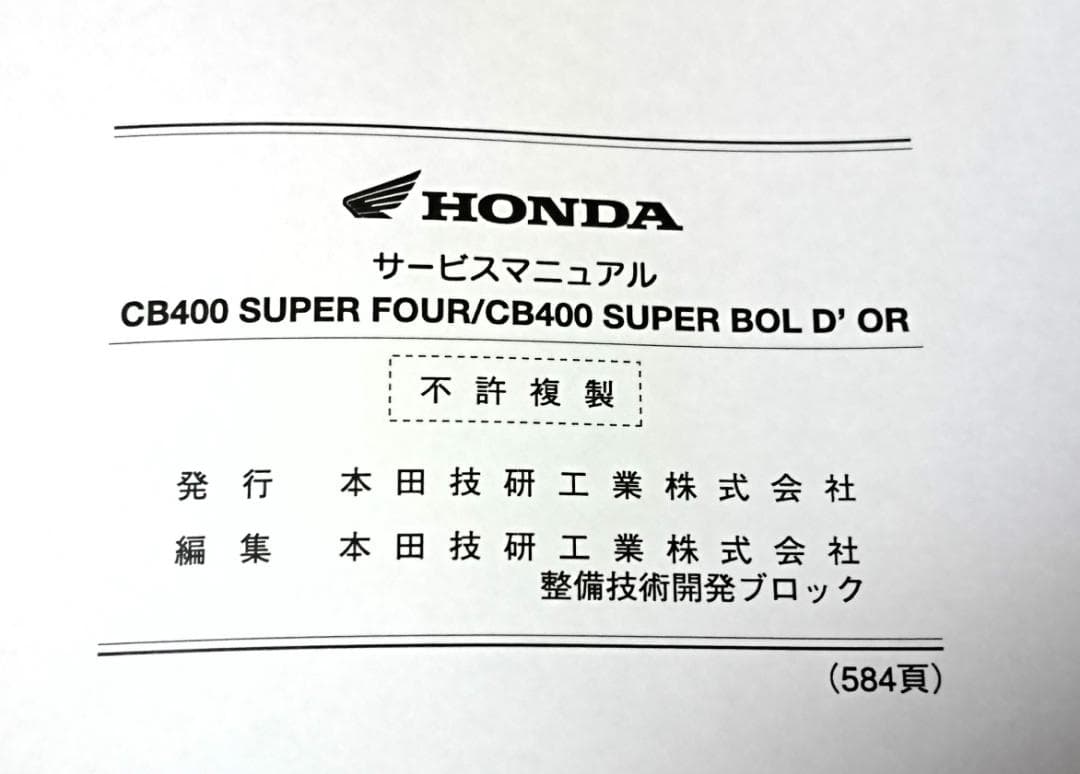 HONDA
サービスマニュアル
CB400 SUPER FOUR/CB400 SUPER BOL D' OR
不許複製
発行 本田技研工業株式会社
編集 本田技研工業株式会社
整備技術開発ブロック
(584頁)